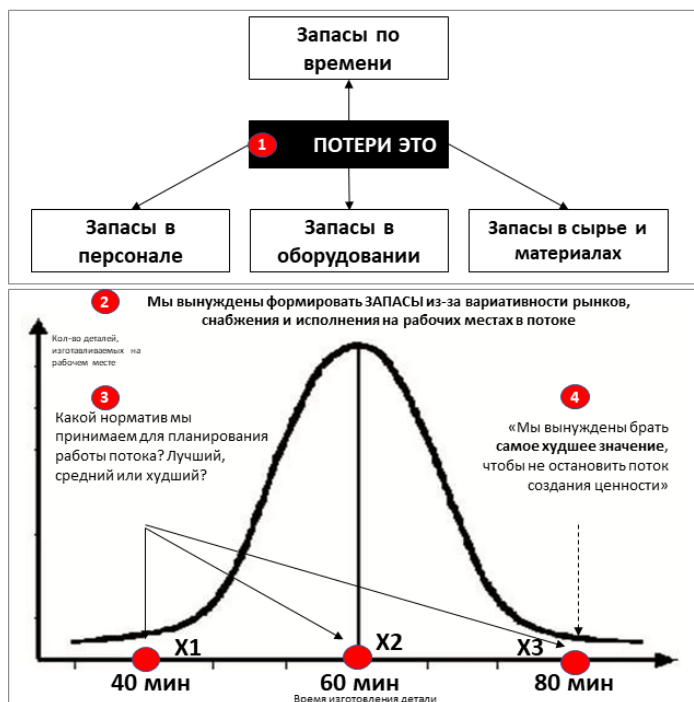 Запасы по
времени
1
ПОТЕРИ ЭТО
Запасы в
персонале
Запасы в
оборудовании
Запасы в сырье и
материалах
2
Мы вынуждены формировать ЗАПАСЫ из-за вариативности рынков,
снабжения и исполнения на рабочих местах в потоке
Кол-во деталей,
изготавливаемых на
рабочем месте
3
Какой норматив мы
принимаем для планирования
работы потока? Лучший,
средний или худший?
4
«Мы вынуждены брать
самое худшее значение,
чтобы не остановить поток
создания ценности»
X1
X2
X3
40 мин
60 мин
80 мин
Время изготовления детали